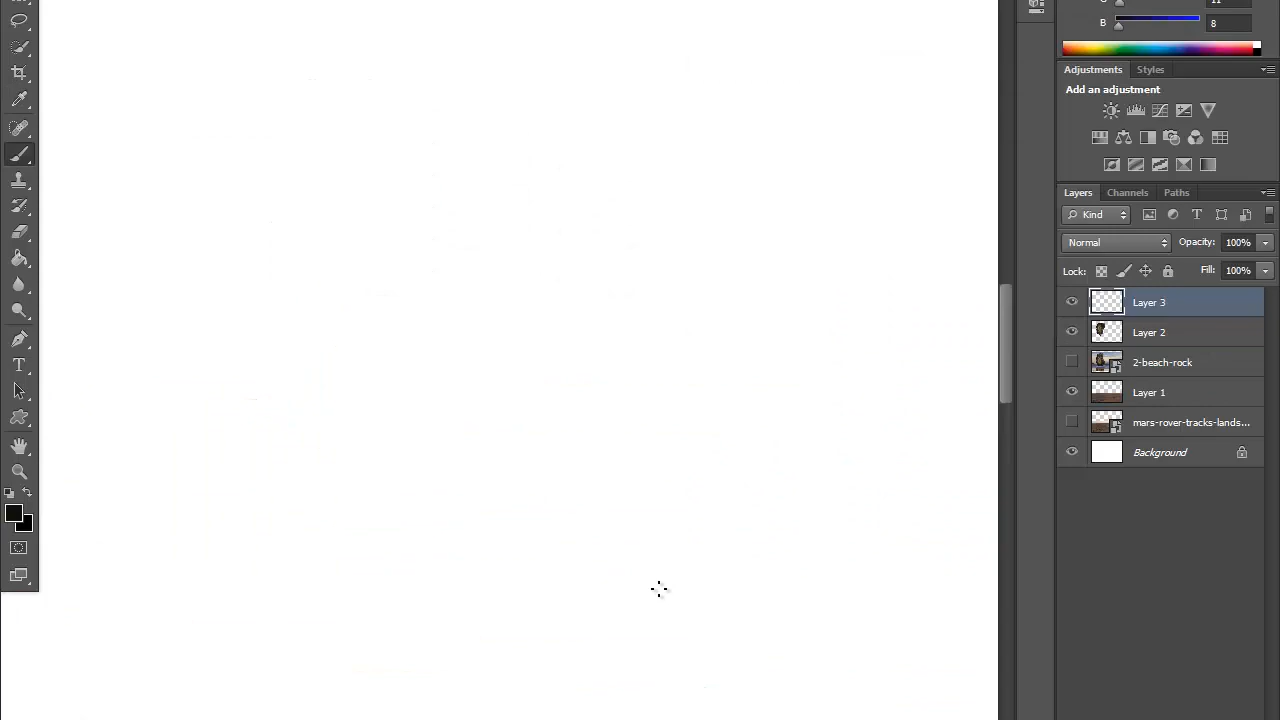 11
B 8
Adjustments Styles
Add an adjustment
Layers Channels Paths
Kind
Normal Opacity: 100%
Lock: Fill: 100%
Layer 3
Layer 2
2-beach-rock
Layer 1
mars-rover-tracks-lands...
Background